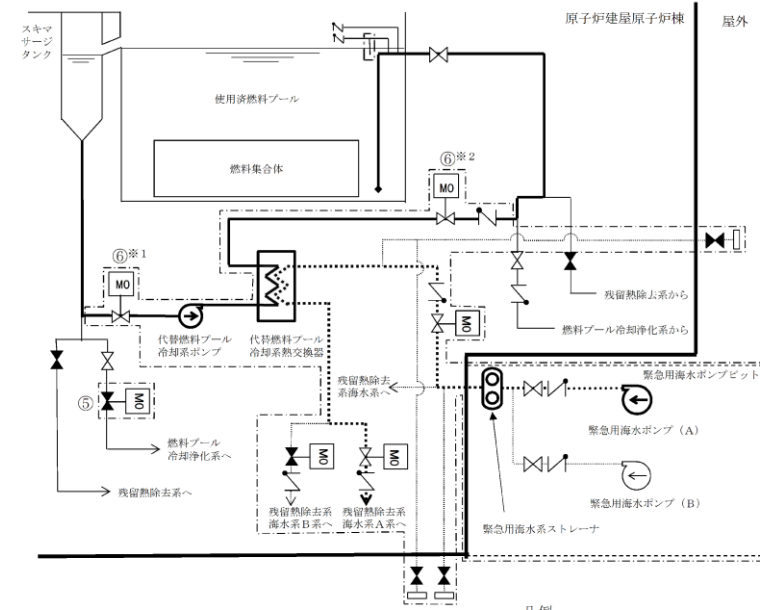 原子炉建屋原子炉棟
屋外
スキマ
サージ
タンク
使用済燃料プール
燃料集合体
⑥※2
MO
⑥※1
MO
残留熱除去系から
燃料プール冷却浄化系から
代替燃料プール
冷却系ポンプ
代替燃料プール
冷却系熱交換器
MO
残留熱除去
系海水系へ
緊急用海水ポンプピット
⑤
MO
緊急用海水ポンプ（A）
燃料プール
冷却浄化系へ
MO
MO
残留熱除去系へ
残留熱除去系
海水系B系へ
残留熱除去系
海水系A系へ
緊急用海水ポンプ（B）
緊急用海水系ストレーナ